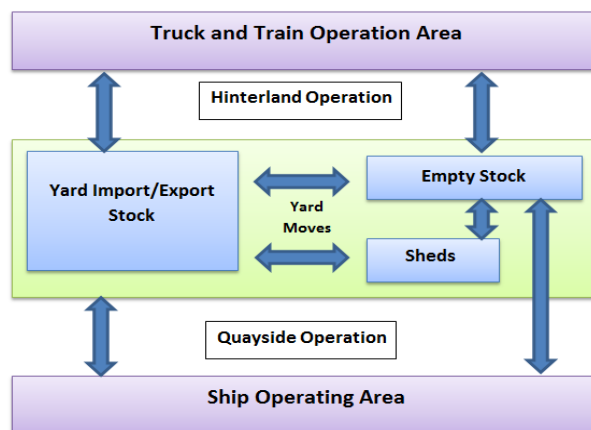 Truck and Train Operation Area
Hinterland Operation
Yard Import/Export
Stock
Empty Stock
Yard
Moves
Sheds
Quayside Operation
Ship Operating Area